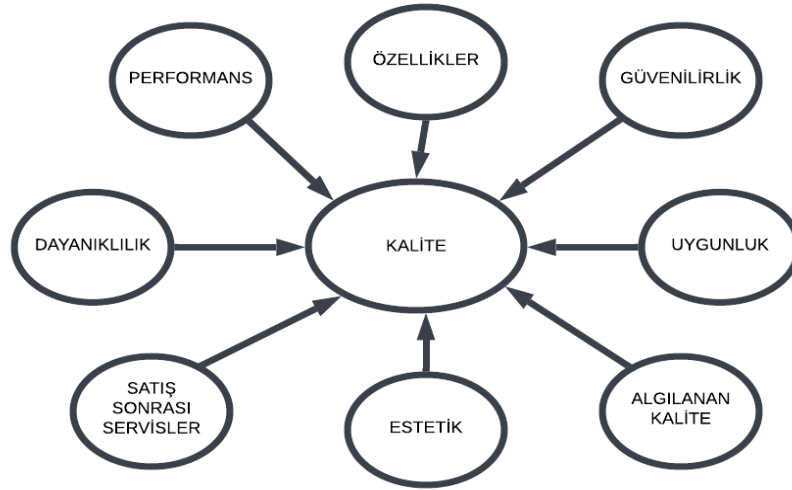 PERFORMANS
ÖZELLİKLER
GÜVENİLİRLİK
DAYANIKLILIK
KALİTE
UYGUNLUK
SATIŞ
SONRASI
SERVİSLER
ESTETİK
ALGILANAN
KALİTE